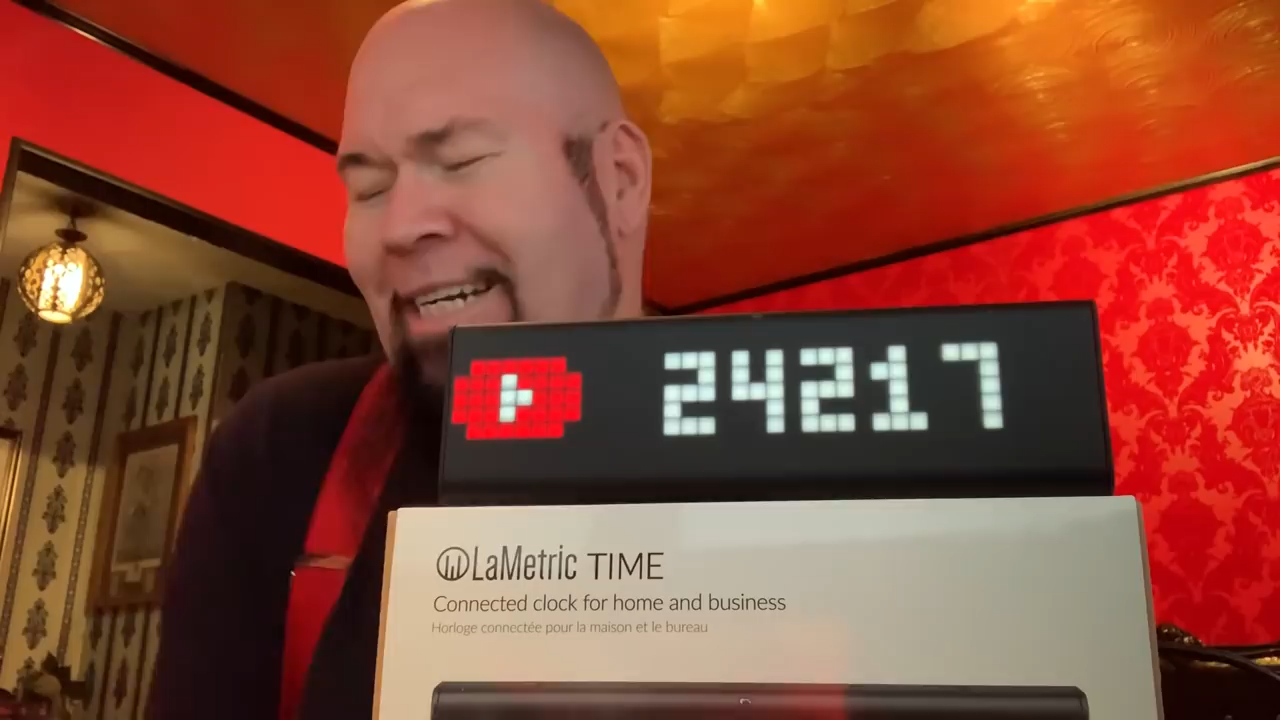 24217
LaMetric TIME
Connected clock for home and business
Horloge connectée pour la maison et le bureau